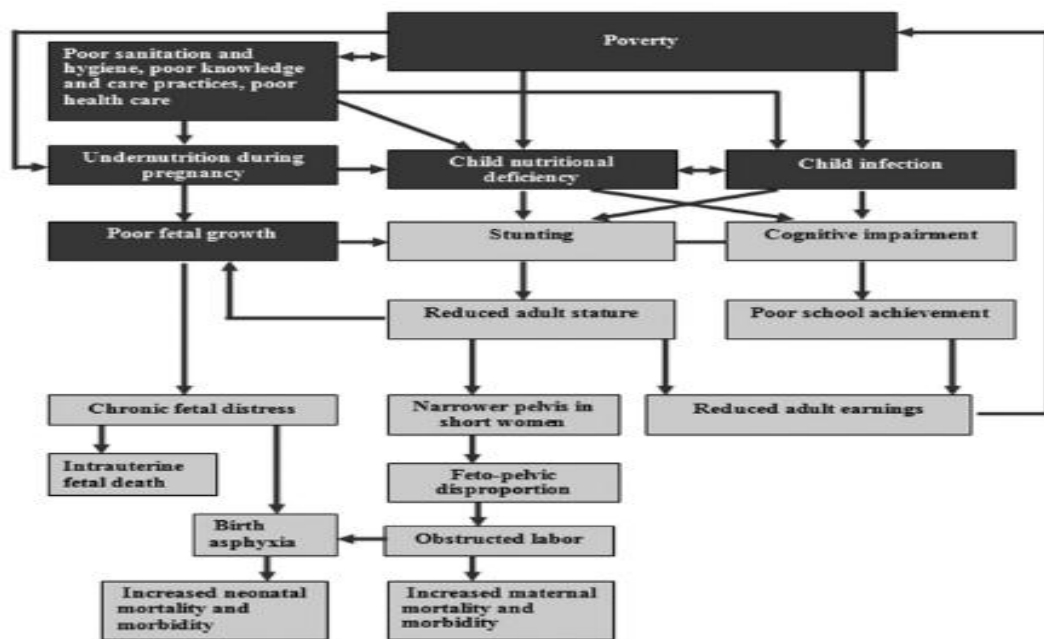 Poverty
Poor sanitation and
hygiene, poor knowledge
and care practices, poor
health care
Undernutrition during
pregnancy
Child nutritional
deficiency
Child infection
Poor fetal growth
Stunting
Cognitive impairment
Reduced adult stature
Poor school achievement
Chronic fetal distress
Narrower pelvis in
short women
Reduced adult earnings
Intrauterine
fetal death
Feto-pelvic
disproportion
Birth
asphyxia
Obstructed labor
Increased neonatal
mortality and
morbidity
Increased maternal
mortality and
morbidity